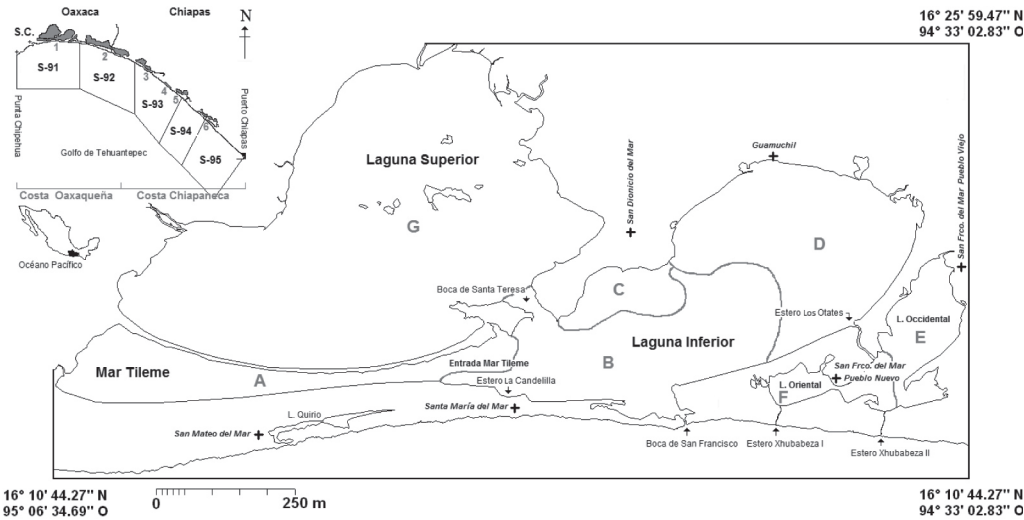 Oaxaca
Chiapas
N
S.C.
1
2
3
4
5
6
S-91
S-92
S-93
S-94
S-95
Punta Chipehua
Puerto Chiapas
Golfo de Tehuantepec
Costa Oaxaqueña
Costa Chiapaneca
Océano Pacífico
16° 25' 59.47" N
94° 33' 02.83" O
Laguna Superior
G
San Dionicio del Mar
Guamuchil
San Frco. del Mar Pueblo Viejo
D
C
Boca de Santa Teresa
Estero Los Otates
L. Occidental
E
Laguna Inferior
B
Mar Tileme
A
Entrada Mar Tileme
Estero La Candelilla
San Frco. del Mar
Pueblo Nuevo
L. Oriental
F
Santa María del Mar
L. Quirio
San Mateo del Mar
Boca de San Francisco
Estero Xhubabeza I
Estero Xhubabeza II
16° 10' 44.27" N
95° 06' 34.69" O
0
250 m
16° 10' 44.27" N
94° 33' 02.83" O